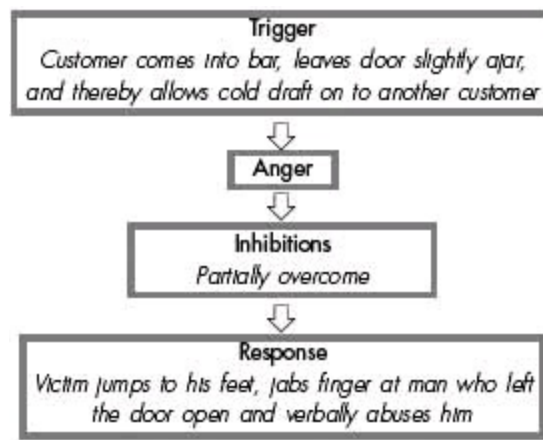 Trigger
Customer comes into bar, leaves door slightly ajar,
and thereby allows cold draft on to another customer
Anger
Inhibitions
Partially overcome
Response
Victim jumps to his feet, jabs finger at man who left
the door open and verbally abuses him